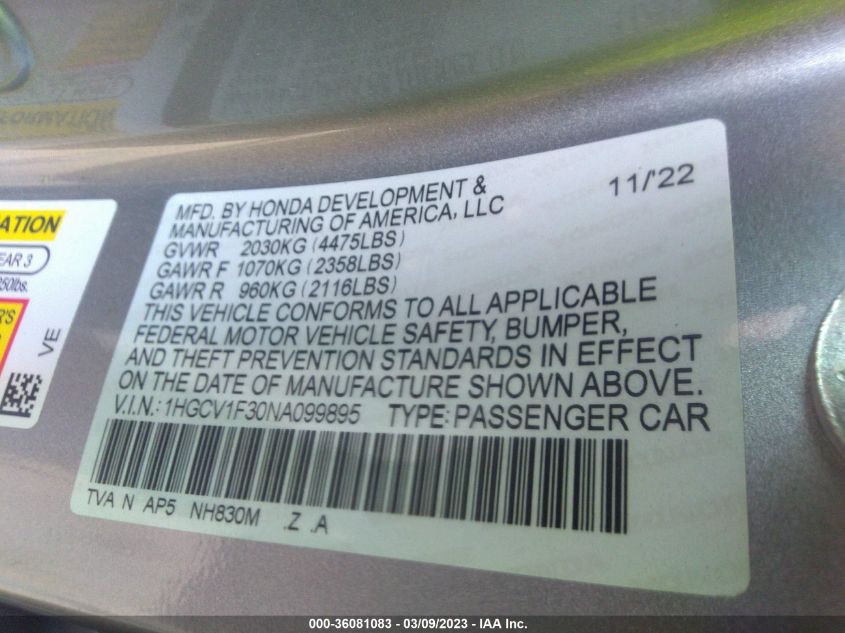 MFD. BY HONDA DEVELOPMENT &
MANUFACTURING OF AMERICA, LLC
11/'22
GVWR 2030KG (4475LBS)
GAWR F 1070KG (2358LBS)
GAWR R 960KG (2116LBS)
THIS VEHICLE CONFORMS TO ALL APPLICABLE
FEDERAL MOTOR VEHICLE SAFETY, BUMPER,
AND THEFT PREVENTION STANDARDS IN EFFECT
ON THE DATE OF MANUFACTURE SHOWN ABOVE.
V.I.N.: 1HGCV1F30NA099895 TYPE: PASSENGER CAR
TVA N AP5 NH830M .Z .A
EAR 3
VE
000-36081083 / 03/09/2023 - IAA Inc.